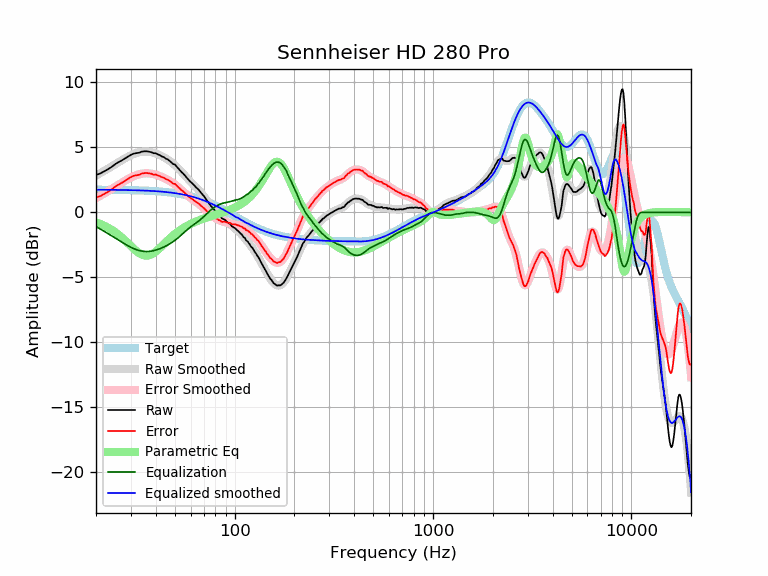 Sennheiser HD 280 Pro
10
5
0
−5
−10
−15
−20
Amplitude (dBr)
Target
Raw Smoothed
Error Smoothed
Raw
Error
Parametric Eq
Equalization
Equalized smoothed
100 1000 10000
Frequency (Hz)